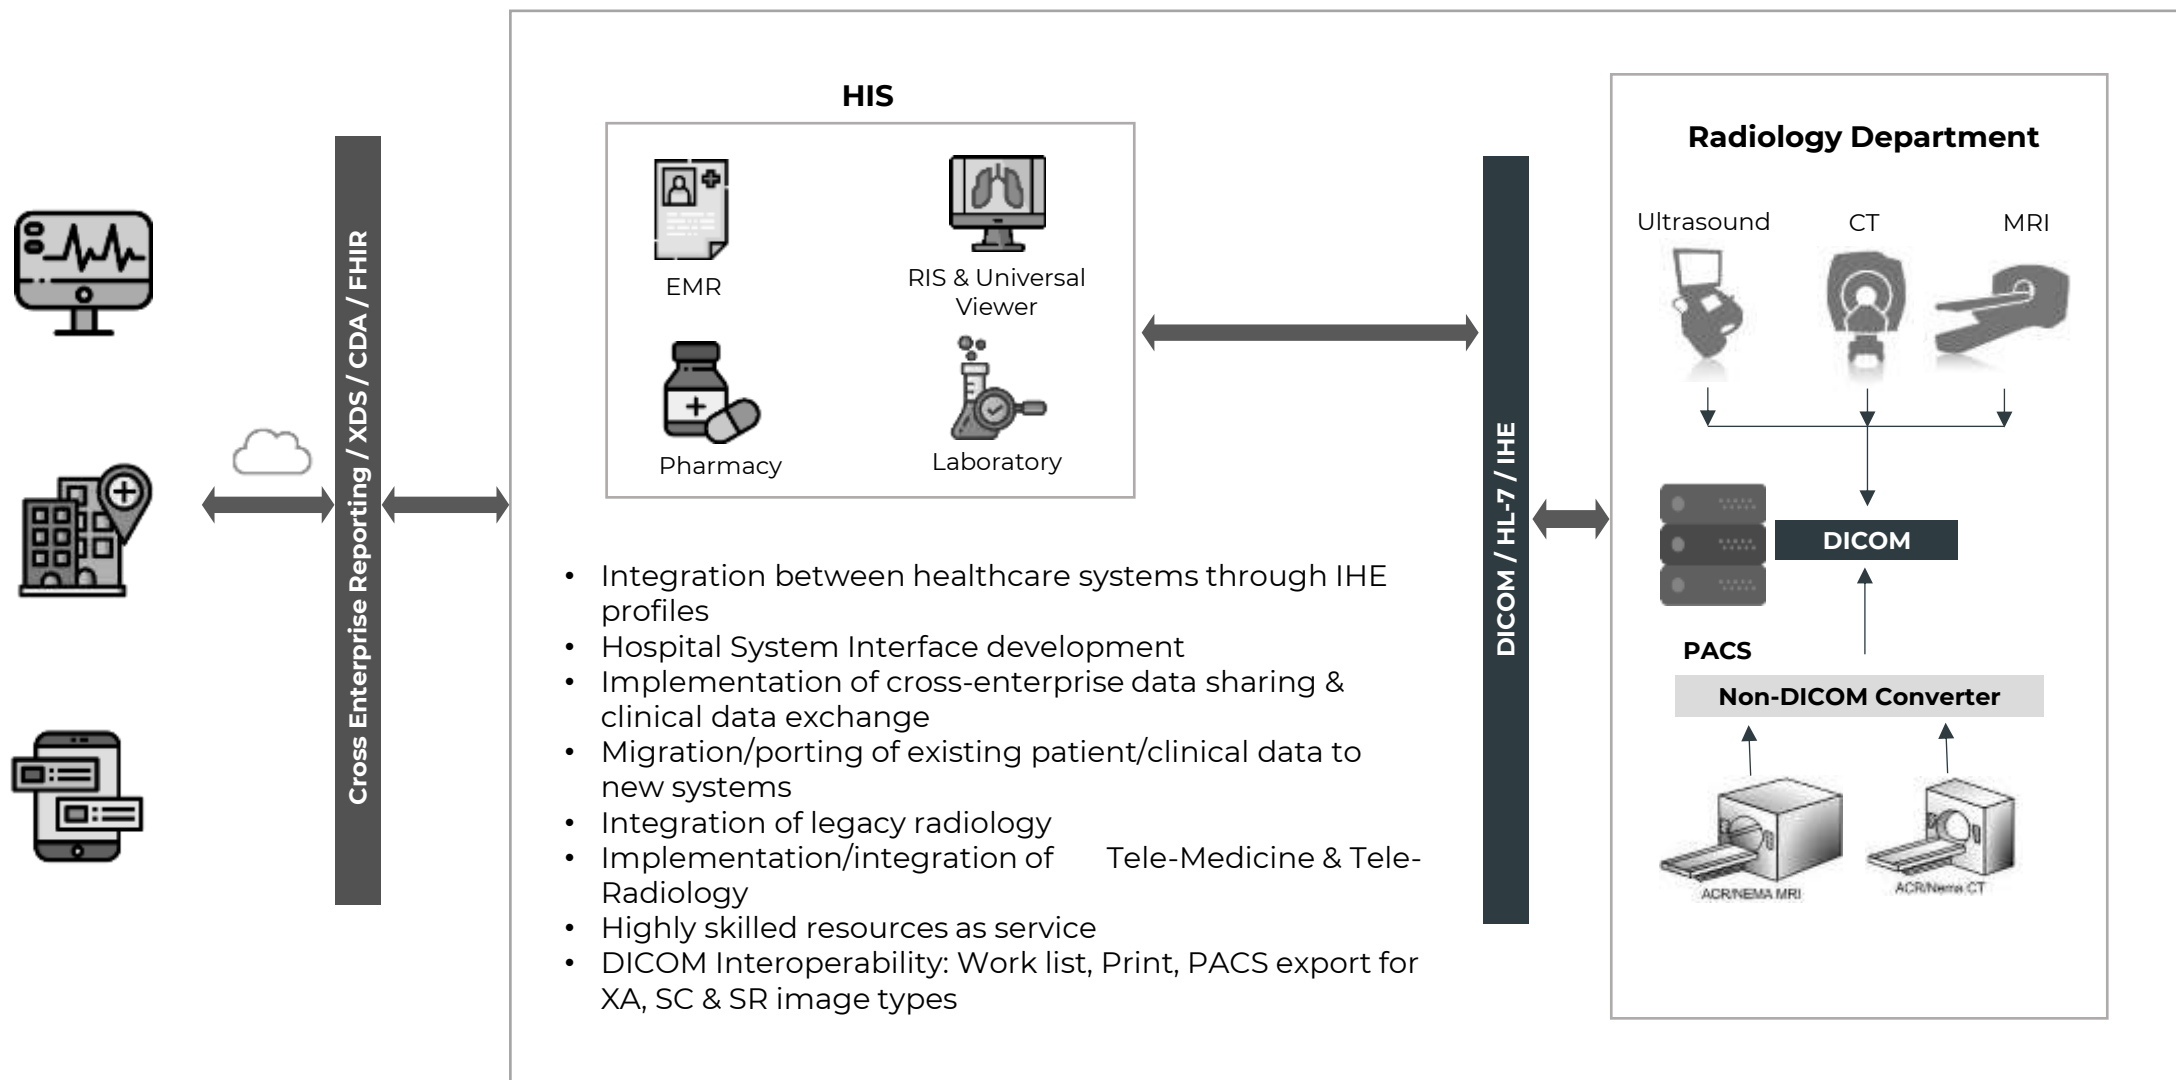 Cross Enterprise Reporting / XDS / CDA / FHIR
HIS
EMR
RIS & Universal
Viewer
Pharmacy
Laboratory
• Integration between healthcare systems through IHE
profiles
• Hospital System Interface development
• Implementation of cross-enterprise data sharing &
clinical data exchange
• Migration/porting of existing patient/clinical data to
new systems
• Integration of legacy radiology
• Implementation/integration of Tele-Medicine & Tele-
Radiology
• Highly skilled resources as service
• DICOM Interoperability: Work list, Print, PACS export for
XA, SC & SR image types
DICOM / HL-7 / IHE
Radiology Department
Ultrasound
CT
MRI
DICOM
PACS
Non-DICOM Converter
ACR/NEMA MRI
ACR/Nema CT